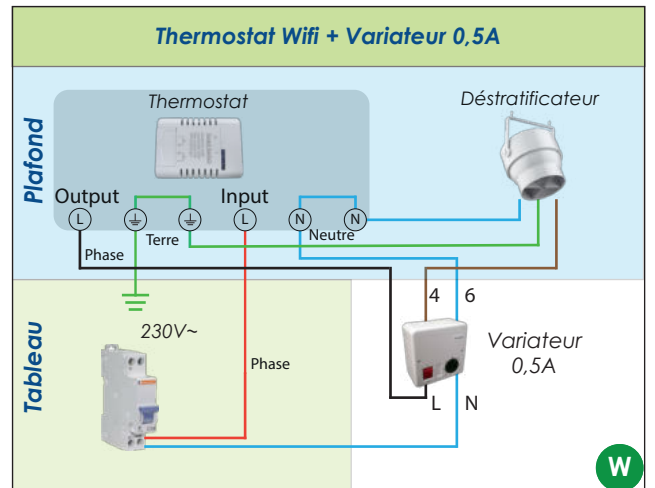 Thermostat Wifi + Variateur 0,5A
Plafond
Thermostat
Déstratificateur
Output
Input
L
L
N
N
Terre
Neutre
Phase
4
6
Tableau
230V~
Phase
Variateur
0,5A
L
N
W